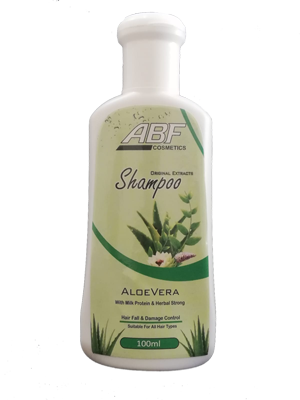 ABF
COSMETICS
ORIGINAL EXTRACTS
Shampoo
ALOEVERA
With Milk Protein & Herbal Strong
Hair Fall & Damage Control
Suitable For All Hair Types
100ml